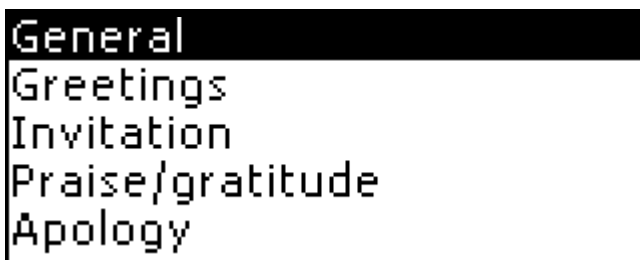 General
Greetings
Invitation
Praise/gratitude
Apology